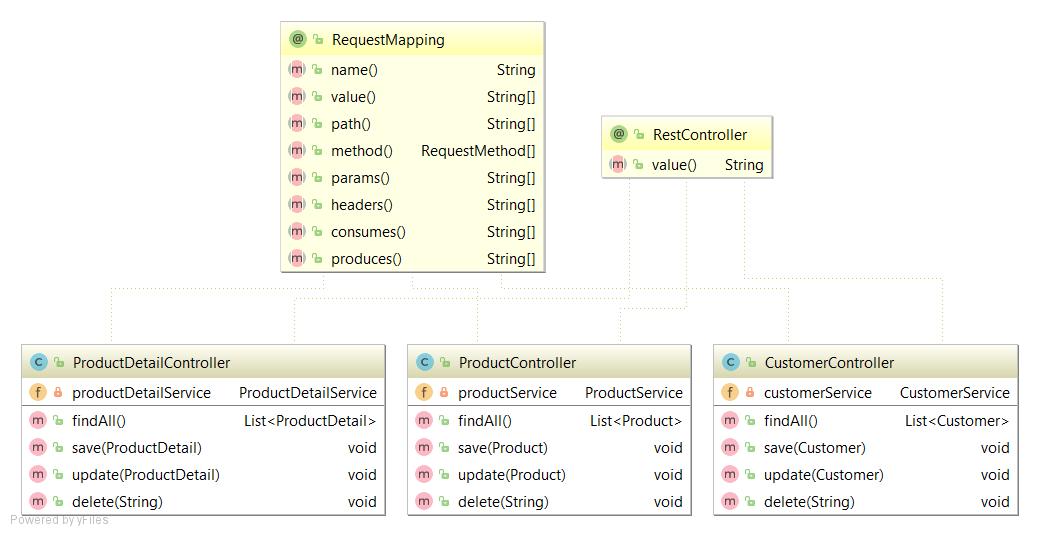 RequestMapping
name() String
value() String[]
path() String[]
method() RequestMethod[]
params() String[]
headers() String[]
consumes() String[]
produces() String[]
RestController
value() String
ProductDetailController
productDetailService ProductDetailService
findAll() List<ProductDetail>
save(ProductDetail) void
update(ProductDetail) void
delete(String) void
ProductController
productService ProductService
findAll() List<Product>
save(Product) void
update(Product) void
delete(String) void
CustomerController
customerService CustomerService
findAll() List<Customer>
save(Customer) void
update(Customer) void
delete(String) void
Powered by yFiles